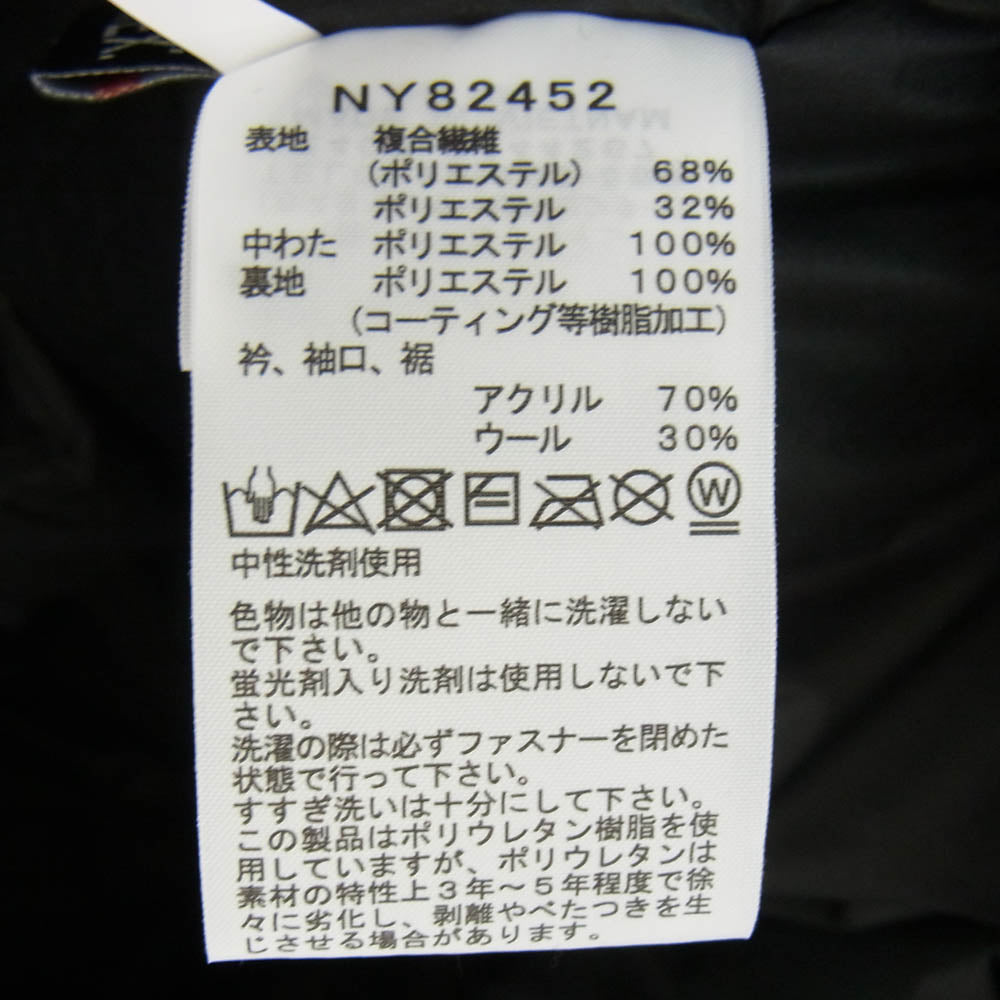 NY82452
表地 複合繊維
(ポリエステル) 68%
ポリエステル 32%
中わた ポリエステル 100%
裏地 ポリエステル 100%
(コーティング等樹脂加工)
衿、袖口、裾
アクリル 70%
ウール 30%
W
中性洗剤使用
色物は他の物と一緒に洗濯しない
で下さい。
蛍光剤入り洗剤は使用しないで下
さい。
洗濯の際は必ずファスナーを閉めた
状態で行って下さい。
すすぎ洗いは十分にして下さい。
この製品はポリウレタン樹脂を使
用していますが、ポリウレタンは
素材の特性上3年～5年程度で徐
々に劣化し、剥離やべたつきを生
じさせる場合があります。